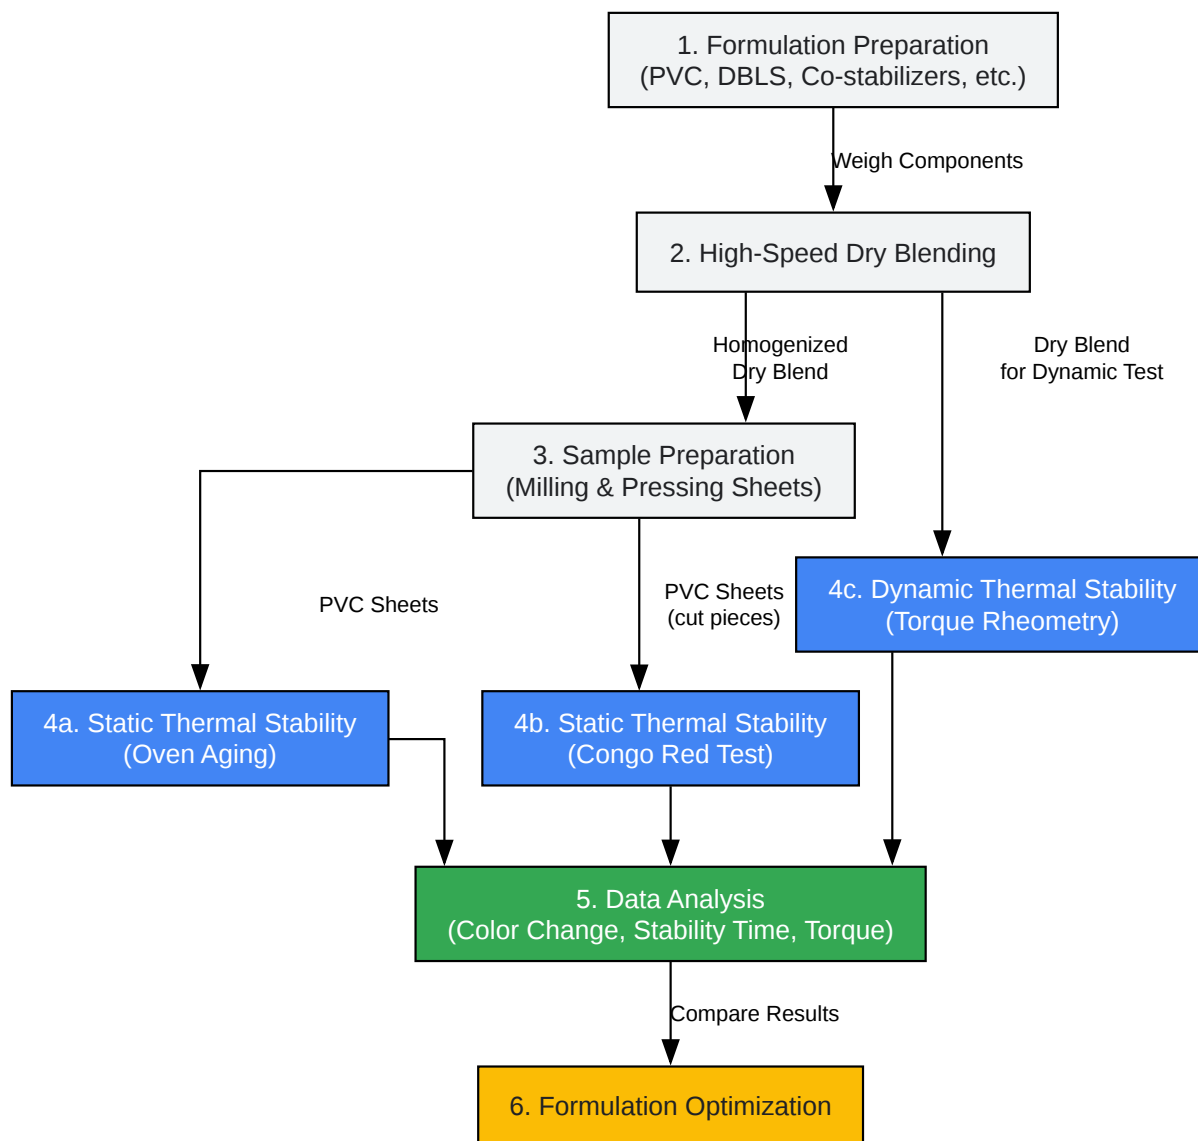 1. Formulation Preparation
(PVC, DBLS, Co-stabilizers, etc.)
Weigh Components
2. High-Speed Dry Blending
Homogenized
Dry Blend
Dry Blend
for Dynamic Test
3. Sample Preparation
(Milling & Pressing Sheets)
PVC Sheets
PVC Sheets
(cut pieces)
4c. Dynamic Thermal Stability
(Torque Rheometry)
4a. Static Thermal Stability
(Oven Aging)
4b. Static Thermal Stability
(Congo Red Test)
5. Data Analysis
(Color Change, Stability Time, Torque)
Compare Results
6. Formulation Optimization